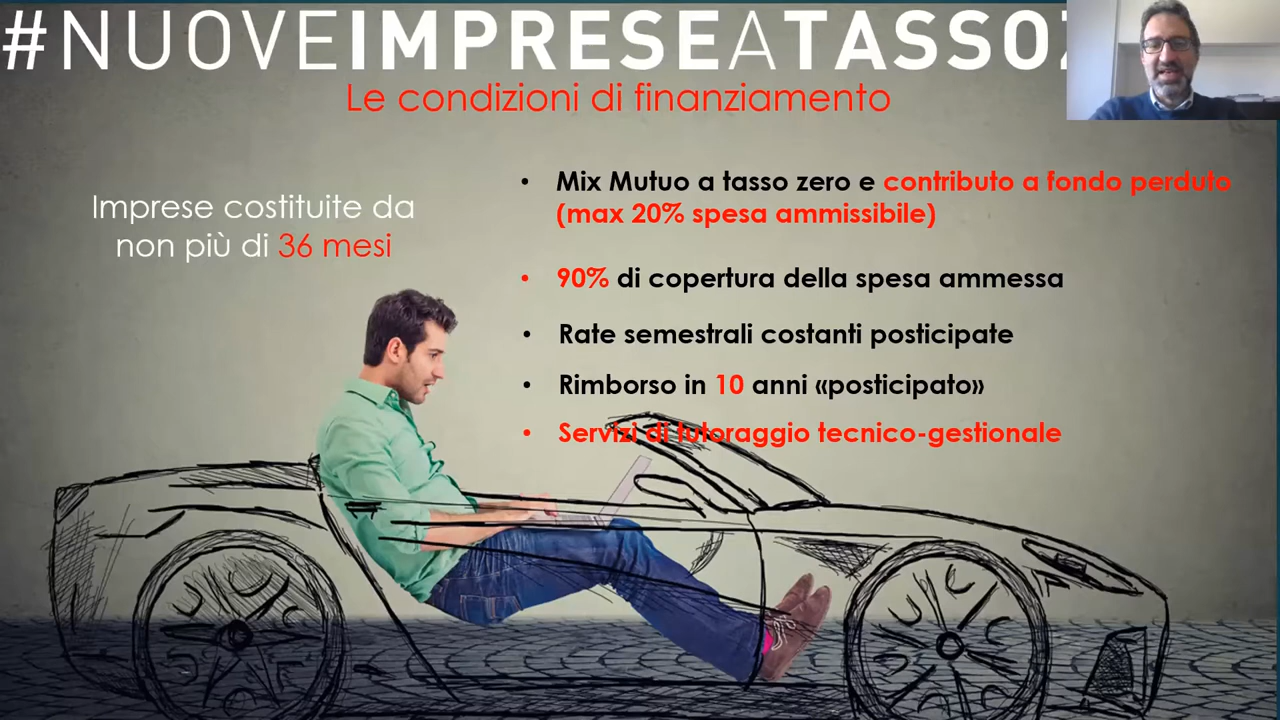 #NUOVEIMPRESEATASSO
Le condizioni di finanziamento
Imprese costituite da
non più di 36 mesi
• Mix Mutuo a tasso zero e contributo a fondo perduto
(max 20% spesa ammissibile)
• 90% di copertura della spesa ammessa
• Rate semestrali costanti posticipate
• Rimborso in 10 anni «posticipato»
• Servizi di tutoraggio tecnico-gestionale